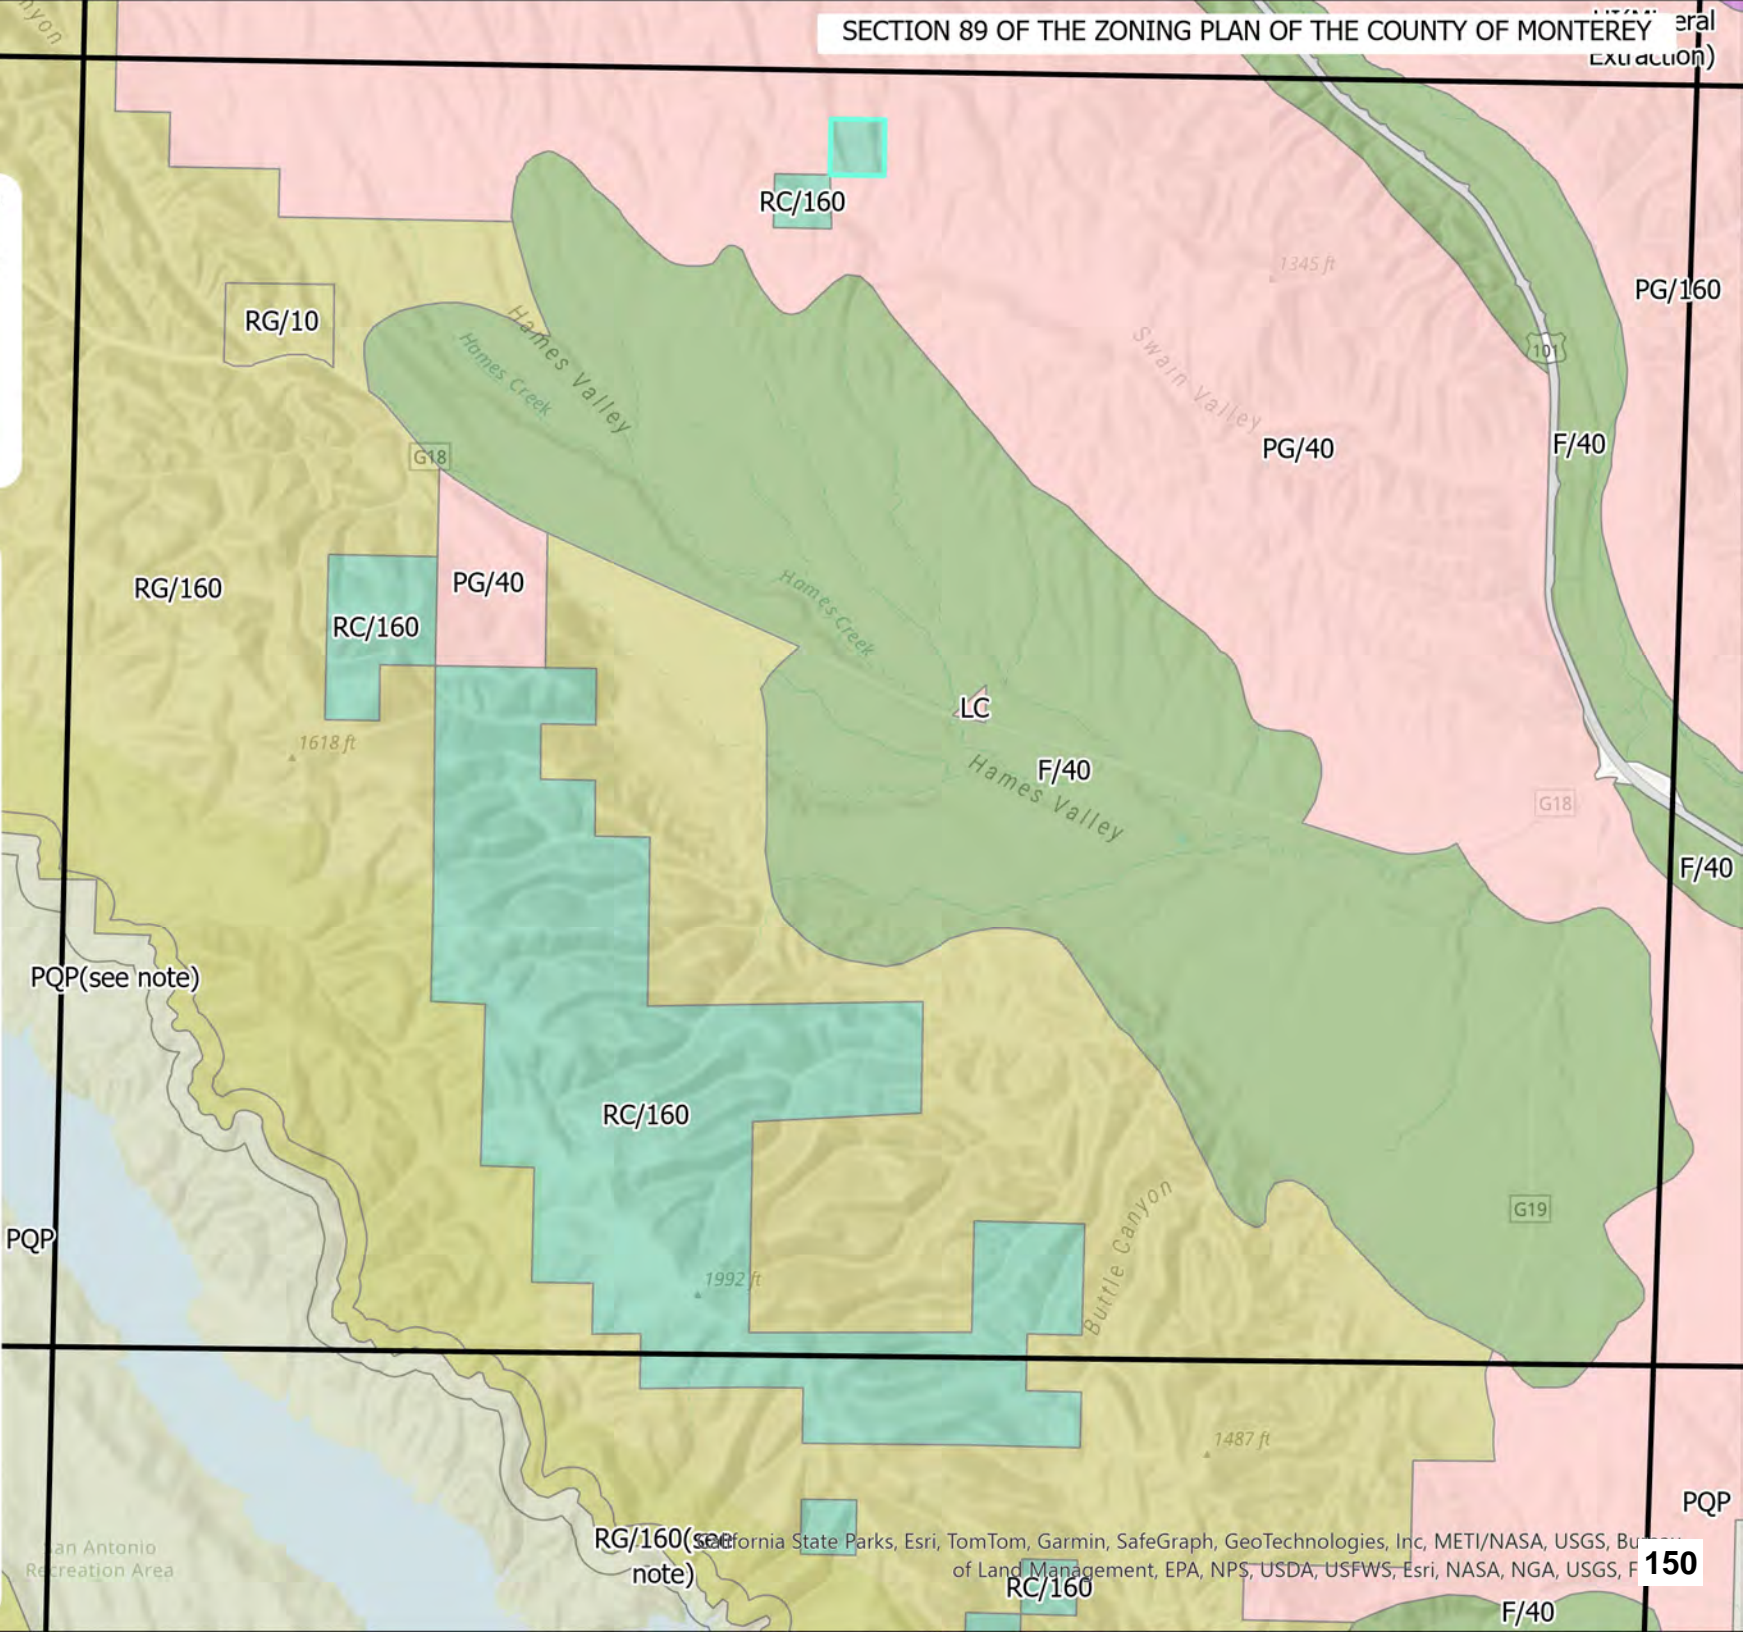 SECTION 89 OF THE ZONING PLAN OF THE COUNTY OF MONTEREY
eral
Extraction)
nyon
RC/160
1345 ft
PG/160
RG/10
Hames Valley
Hames Creek
Swain Valley
101
PG/40
F/40
G18
RG/160
RC/160
PG/40
Hames Creek
LC
F/40
Hames Valley
1618 ft
G18
F/40
PQP(see note)
RC/160
Buttle Canyon
G19
PQP
1992 ft
1487 ft
PQP
San Antonio
Recreation Area
RG/160(see
note)
California State Parks, Esri, TomTom, Garmin, SafeGraph, GeoTechnologies, Inc, METI/NASA, USGS, Bureau
of Land Management, EPA, NPS, USDA, USFWS, Esri, NASA, NGA, USGS, F
150
RC/160
F/40